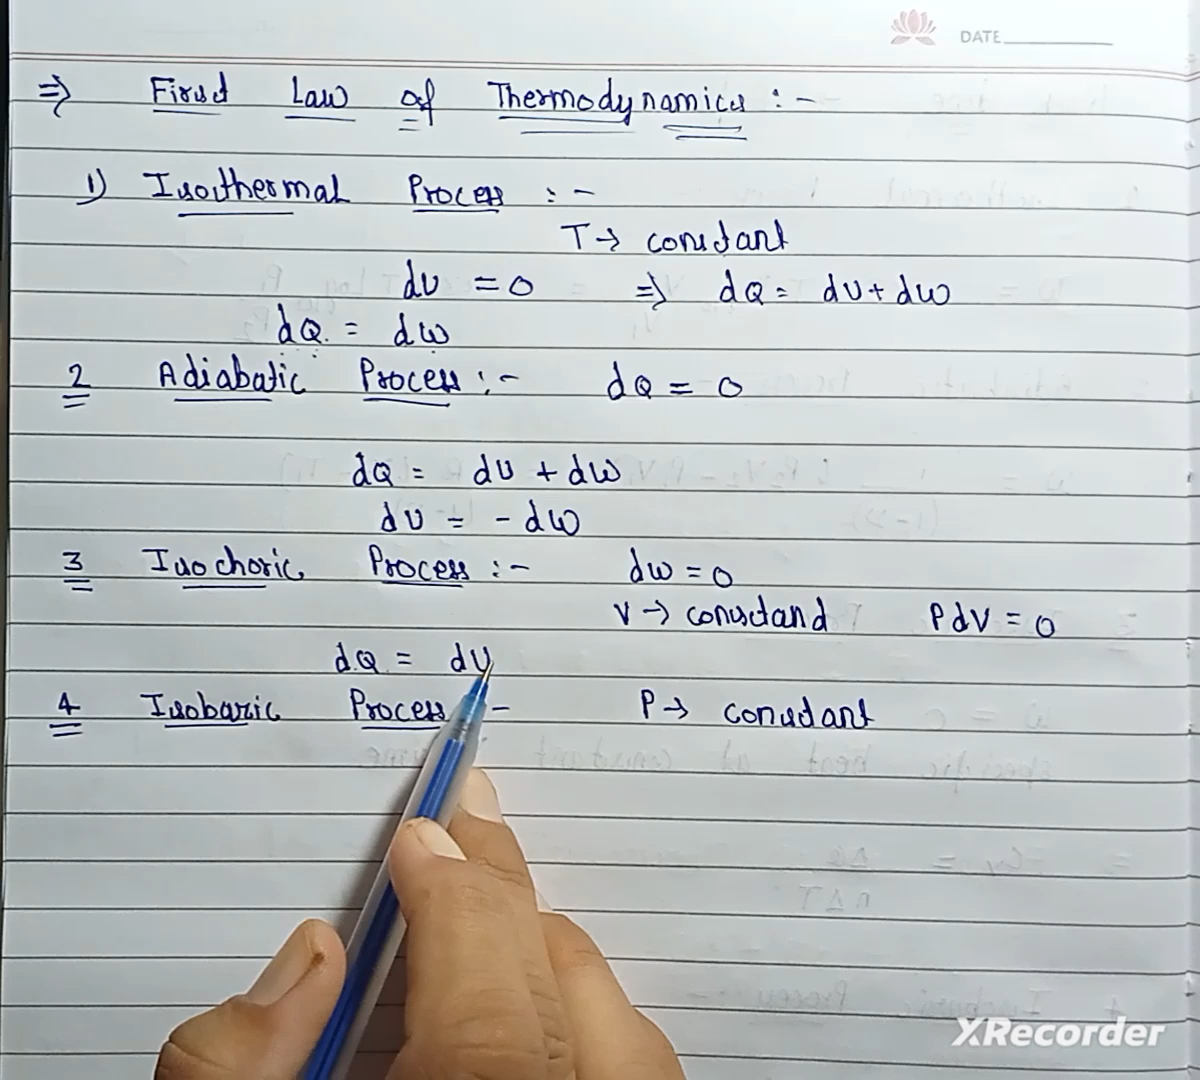 DATE
⇒ First Law of Thermodynamics :-
1) Isothermal Process :-
T → constant
dU = 0 ⇒ dQ = dU + dW
dQ = dW
2 Adiabatic Process :- dQ = 0
dQ = dU + dW
dU = - dW
3 Isochoric Process :- dW = 0
V → constant PdV = 0
dQ = dU
4 Isobaric Process :- P → constant
XRecorder